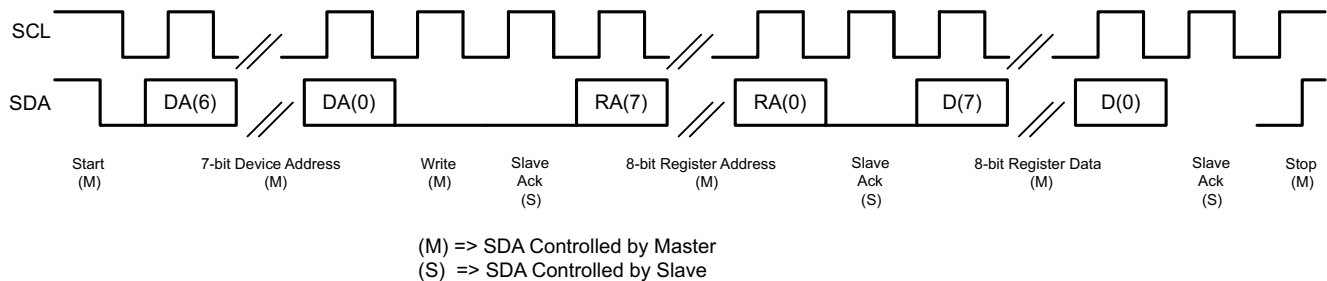 SCL
SDA
DA(6)
DA(0)
RA(7)
RA(0)
D(7)
D(0)
Start
(M)
7-bit Device Address
(M)
Write
(M)
Slave
Ack
(S)
8-bit Register Address
(M)
Slave
Ack
(S)
8-bit Register Data
(M)
Slave
Ack
(S)
Stop
(M)
(M) => SDA Controlled by Master
(S) => SDA Controlled by Slave